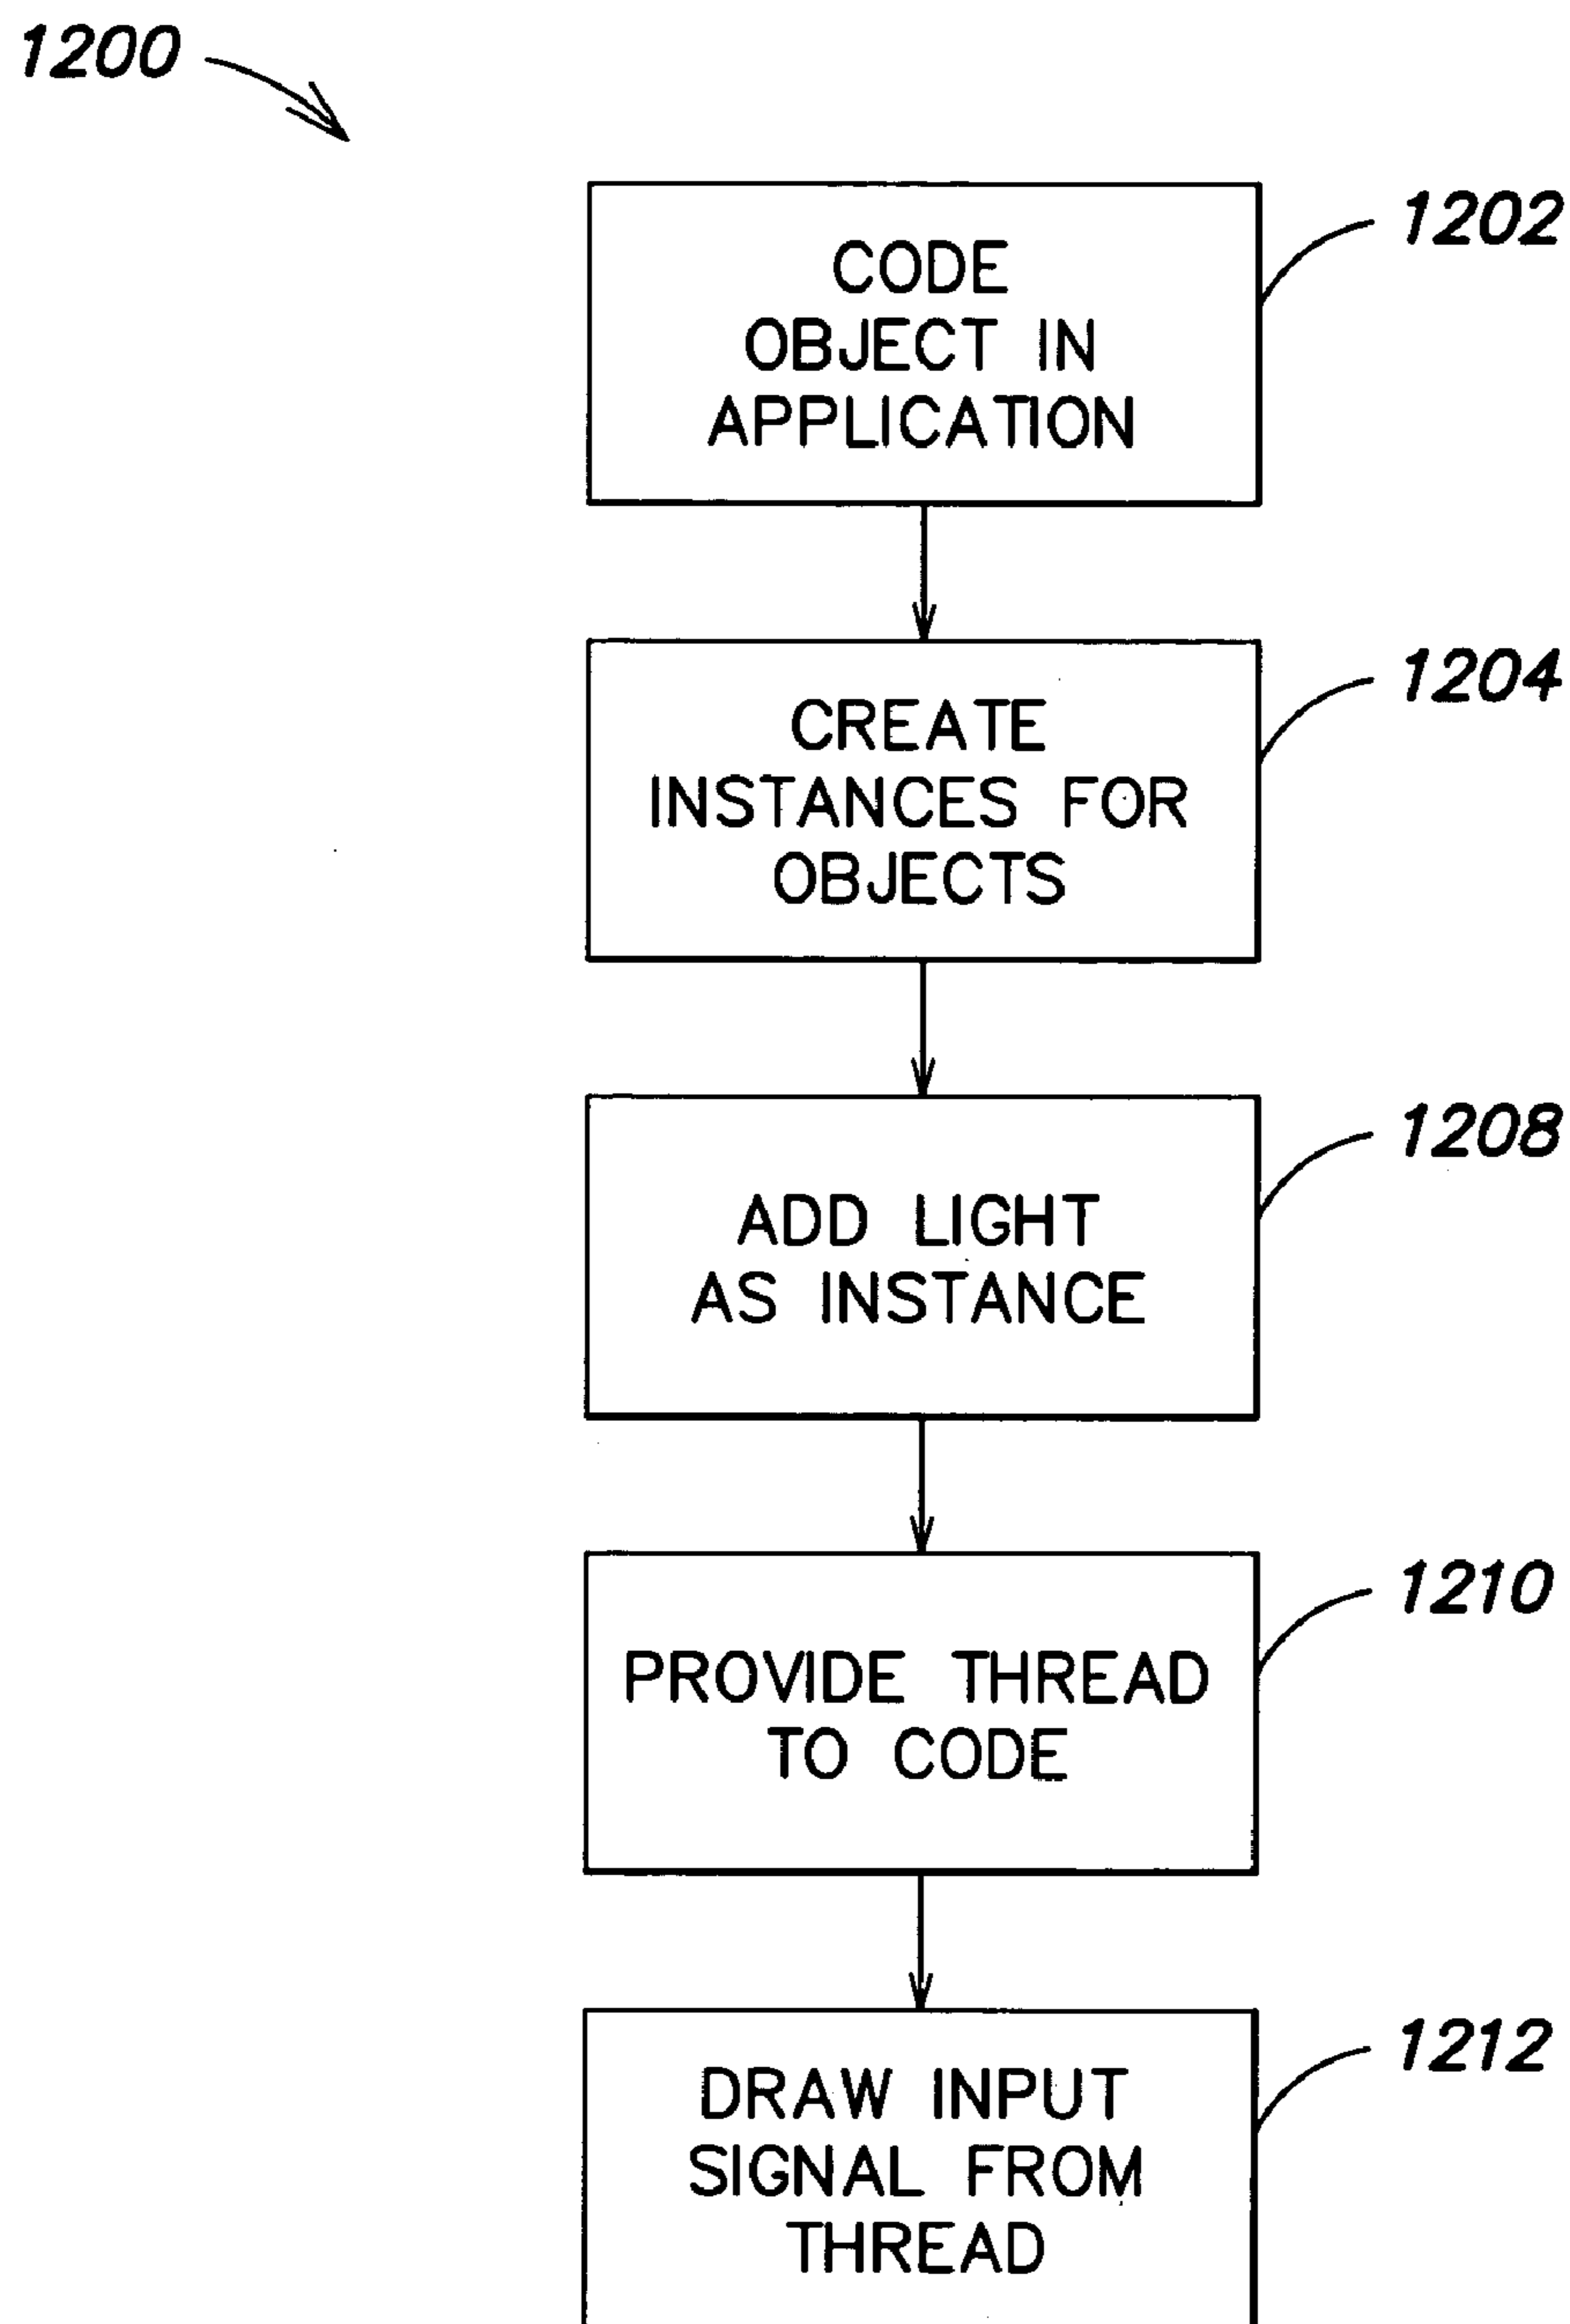 1200
1202
CODE
OBJECT IN
APPLICATION
1204
CREATE
INSTANCES FOR
OBJECTS
1208
ADD LIGHT
AS INSTANCE
1210
PROVIDE THREAD
TO CODE
1212
DRAW INPUT
SIGNAL FROM
THREAD